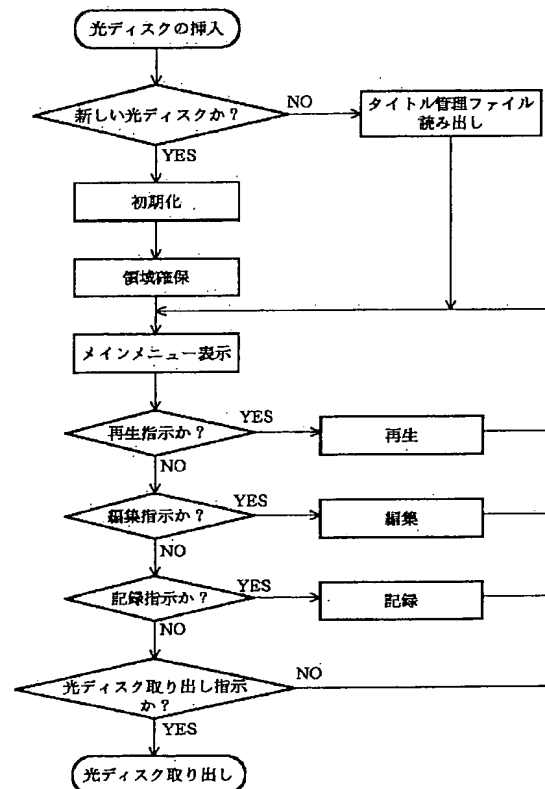 光ディスクの挿入
新しい光ディスクか？
NO
タイトル管理ファイル
読み出し
YES
初期化
領域確保
メインメニュー表示
再生指示か？
YES
再生
NO
編集指示か？
YES
編集
NO
記録指示か？
YES
記録
NO
光ディスク取り出し指示
か？
NO
YES
光ディスク取り出し